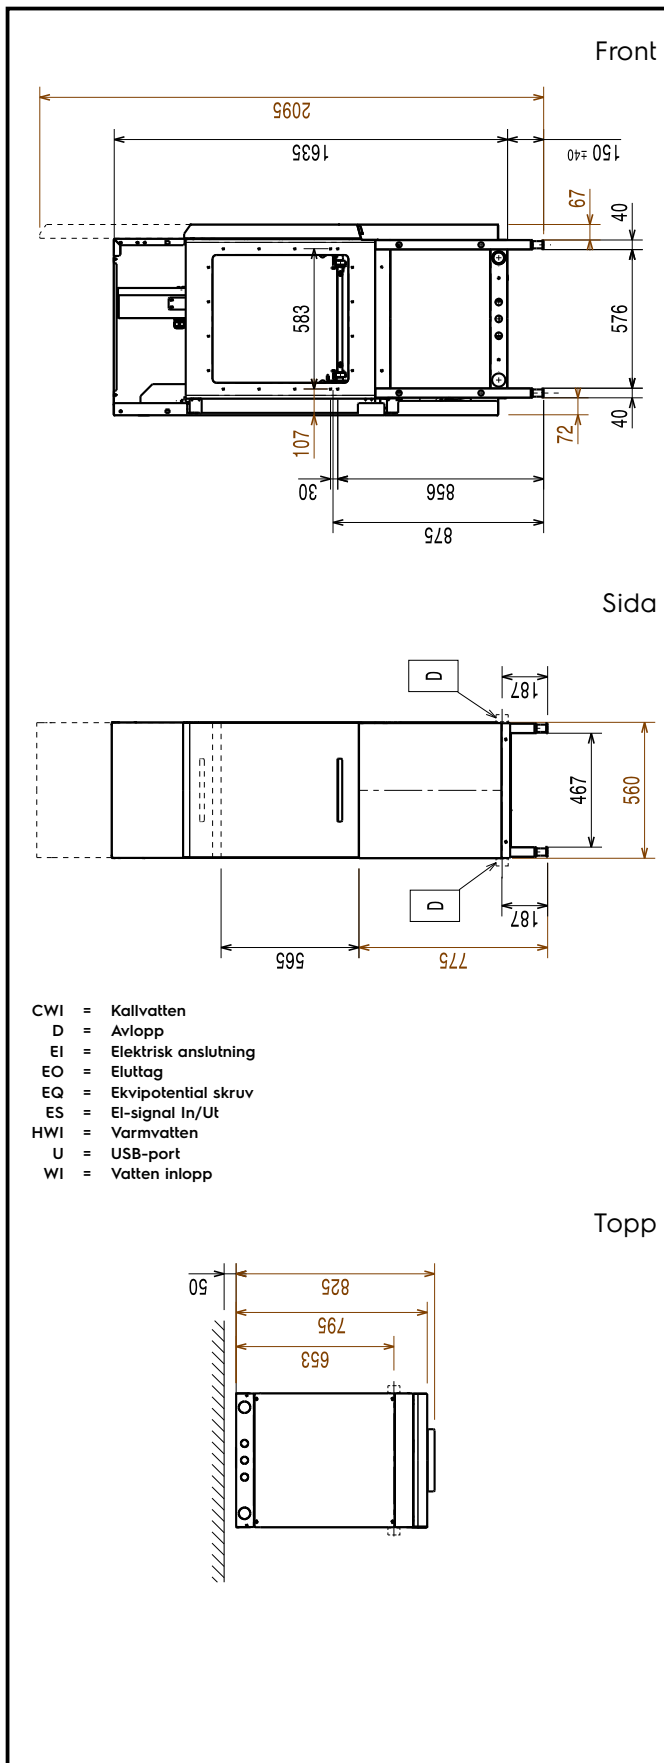 Front
2095
1635
150 ±40
67
40
583
576
107
72
40
30
856
875
Sida
D
187
467
560
D
187
565
775
CWI = Kallvatten
D = Avlopp
EI = Elektrisk anslutning
EO = Eluttag
EQ = Ekvipotential skruv
ES = El-signal In/Ut
HWI = Varmvatten
U = USB-port
WI = Vatten inlopp
Topp
50
825
795
653